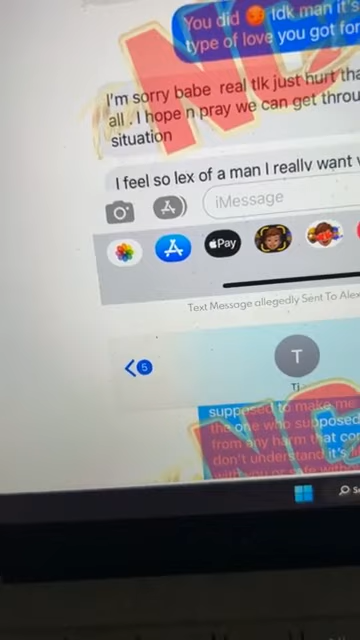 You did 😡 Idk man it's
type of love you got for
I'm sorry babe real tlk just hurt tha
all . I hope n pray we can get throu
situation
I feel so lex of a man I really want
iMessage
Pay
Text Message allegedly Sent To Alex
5
T
Ti
supposed to make me
the one who supposed
from any harm that co
don't understand it's